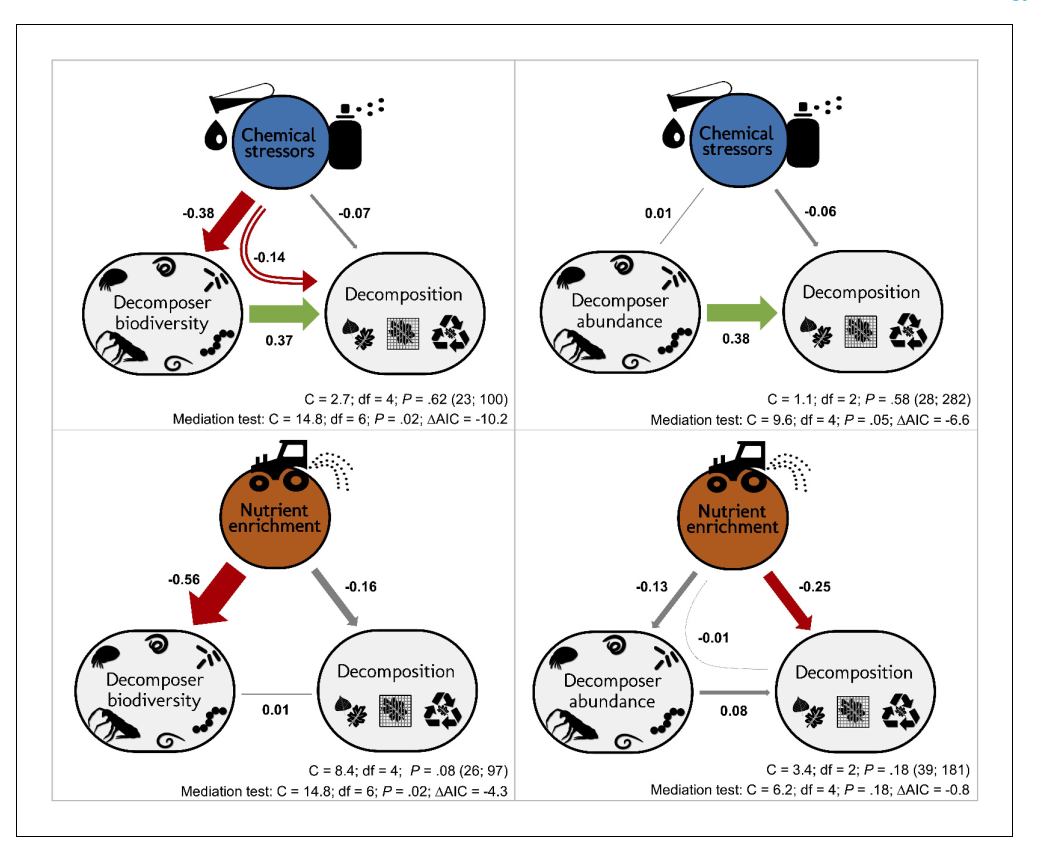 Chemical
stressors
-0.38
-0.07
-0.14
Decomposer
biodiversity
Decomposition
0.37
C = 2.7; df = 4; P = .62 (23; 100)
Mediation test: C = 14.8; df = 6; P = .02; ΔAIC = -10.2
Chemical
stressors
0.01
-0.06
Decomposer
abundance
Decomposition
0.38
C = 1.1; df = 2; P = .58 (28; 282)
Mediation test: C = 9.6; df = 4; P = .05; ΔAIC = -6.6
Nutrient
enrichment
-0.56
-0.16
Decomposer
biodiversity
Decomposition
0.01
C = 8.4; df = 4; P = .08 (26; 97)
Mediation test: C = 14.8; df = 6; P = .02; ΔAIC = -4.3
Nutrient
enrichment
-0.13
-0.25
-0.01
Decomposer
abundance
Decomposition
0.08
C = 3.4; df = 2; P = .18 (39; 181)
Mediation test: C = 6.2; df = 4; P = .18; ΔAIC = -0.8